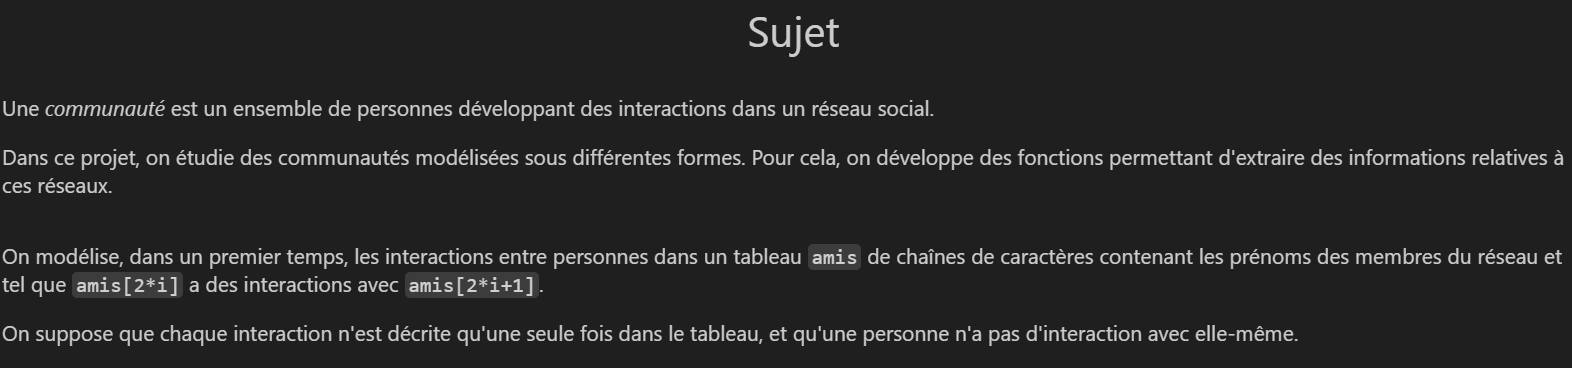 Sujet
Une communauté est un ensemble de personnes développant des interactions dans un réseau social.
Dans ce projet, on étudie des communautés modélisées sous différentes formes. Pour cela, on développe des fonctions permettant d'extraire des informations relatives à
ces réseaux.
On modélise, dans un premier temps, les interactions entre personnes dans un tableau amis de chaînes de caractères contenant les prénoms des membres du réseau et
tel que amis[2*i] a des interactions avec amis[2*i+1].
On suppose que chaque interaction n'est décrite qu'une seule fois dans le tableau, et qu'une personne n'a pas d'interaction avec elle-même.